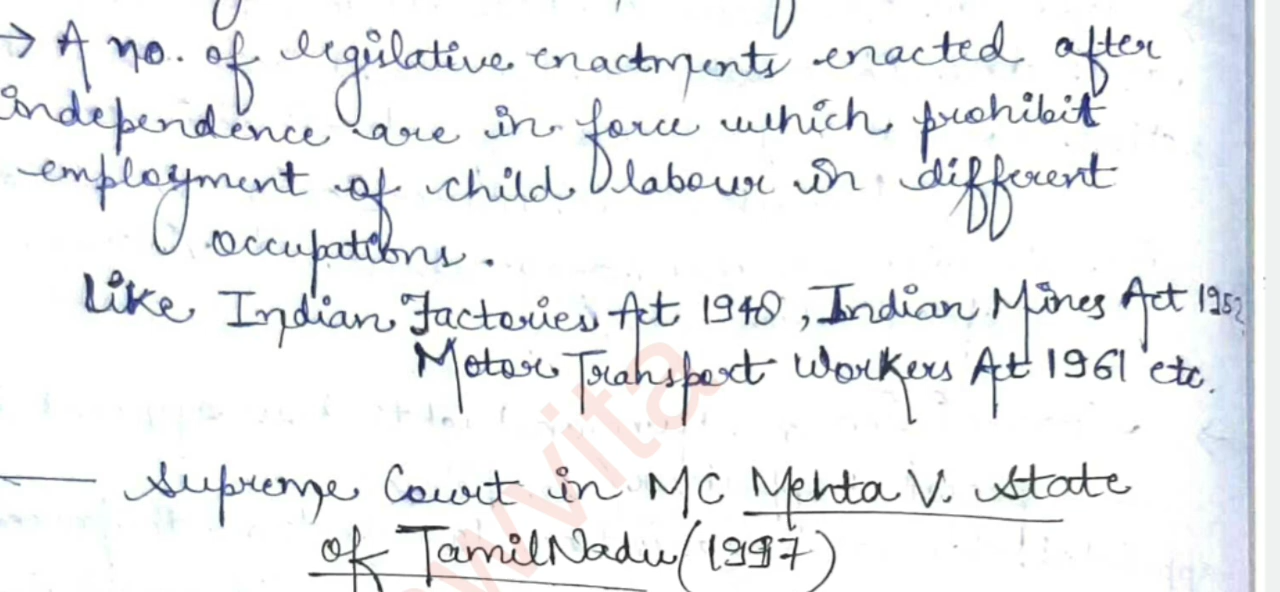 → A no. of legislative enactments enacted after
independence are in force which prohibit
employment of child labour in different
occupations.
Like Indian Factories Act 1948, Indian Mines Act 1952
Motor Transport Workers Act 1961 etc.
— Supreme Court in MC Mehta V. State
of TamilNadu (1997)